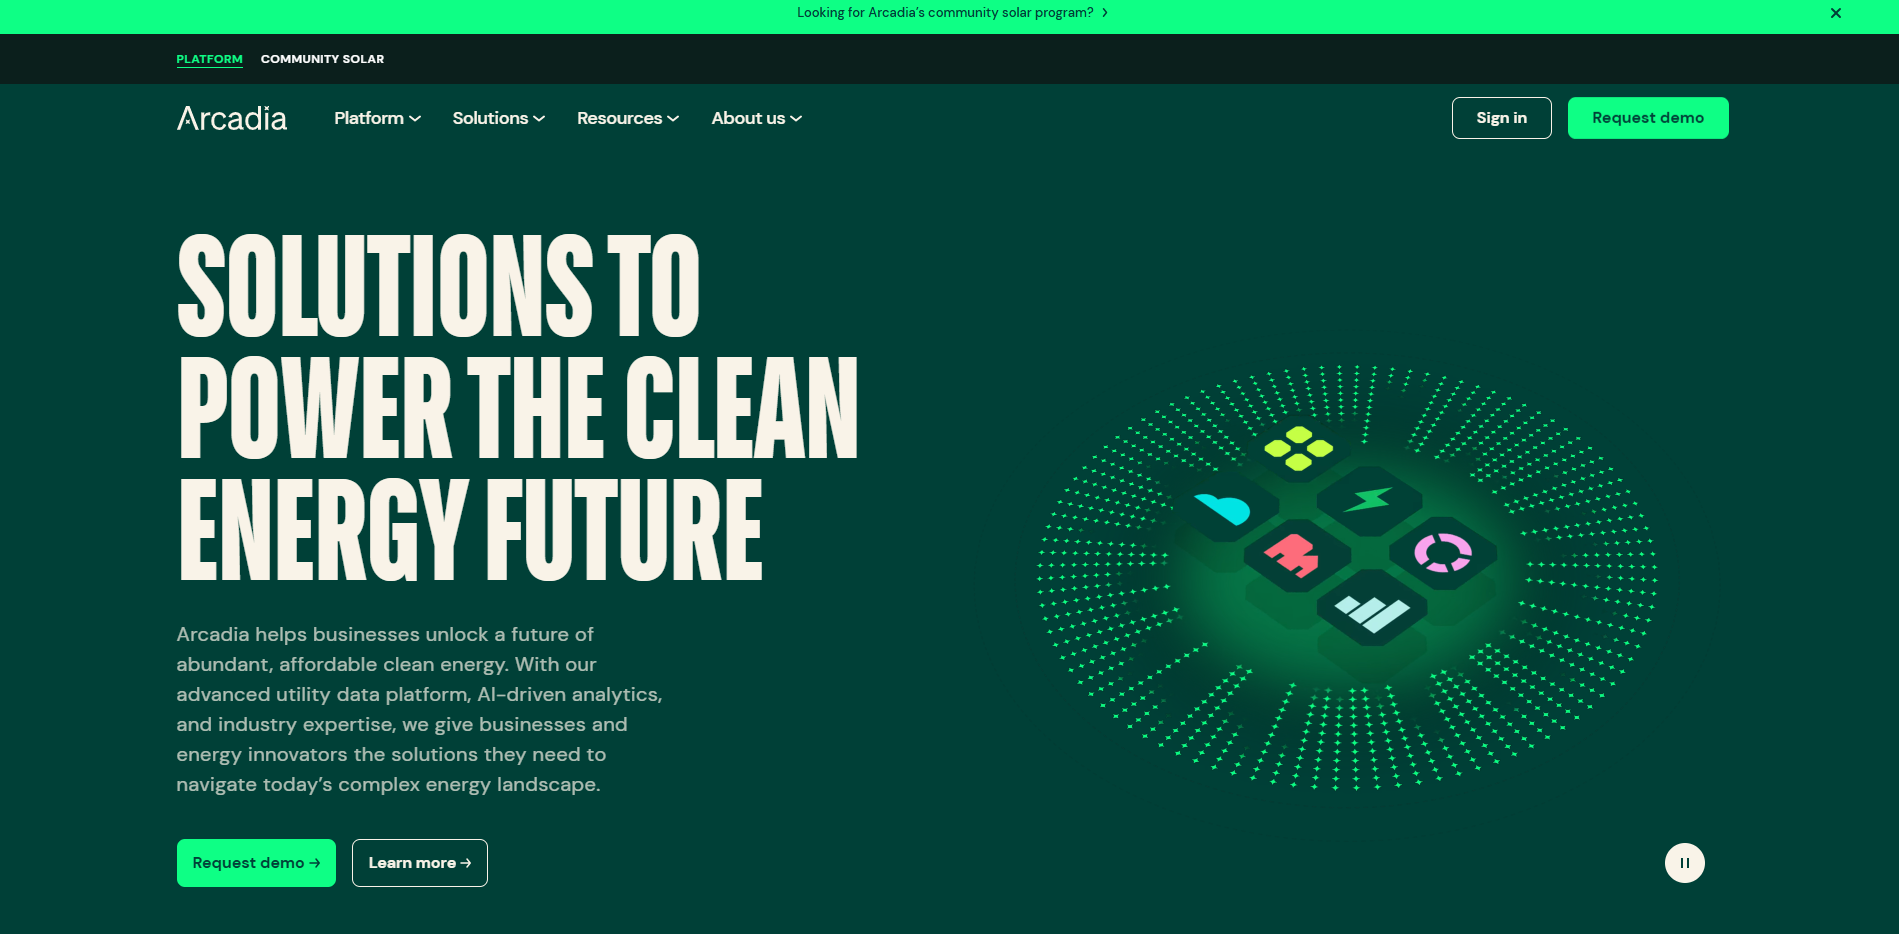 Looking for Arcadia’s community solar program?
PLATFORM COMMUNITY SOLAR
Arcadia Platform Solutions Resources About us Sign in Request demo
SOLUTIONS TO
POWER THE CLEAN
ENERGY FUTURE
Arcadia helps businesses unlock a future of
abundant, affordable clean energy. With our
advanced utility data platform, AI-driven analytics,
and industry expertise, we give businesses and
energy innovators the solutions they need to
navigate today’s complex energy landscape.
Request demo → Learn more →